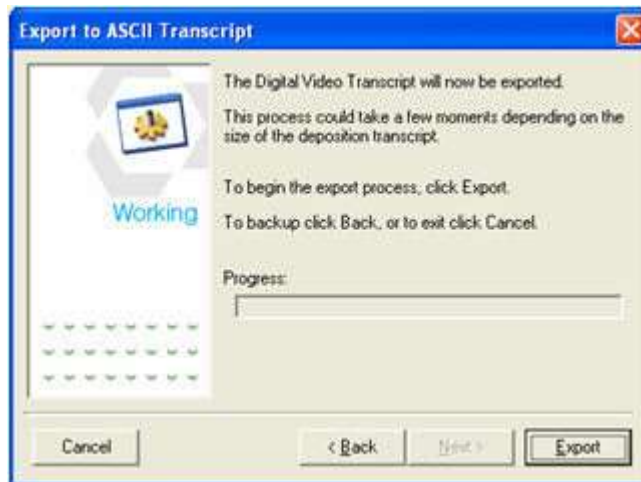 Export to ASCII Transcript
The Digital Video Transcript will now be exported.
This process could take a few moments depending on the
size of the deposition transcript.
To begin the export process, click Export.
Working
To backup click Back, or to exit click Cancel.
Progress:
Cancel
< Back
Next >
Export